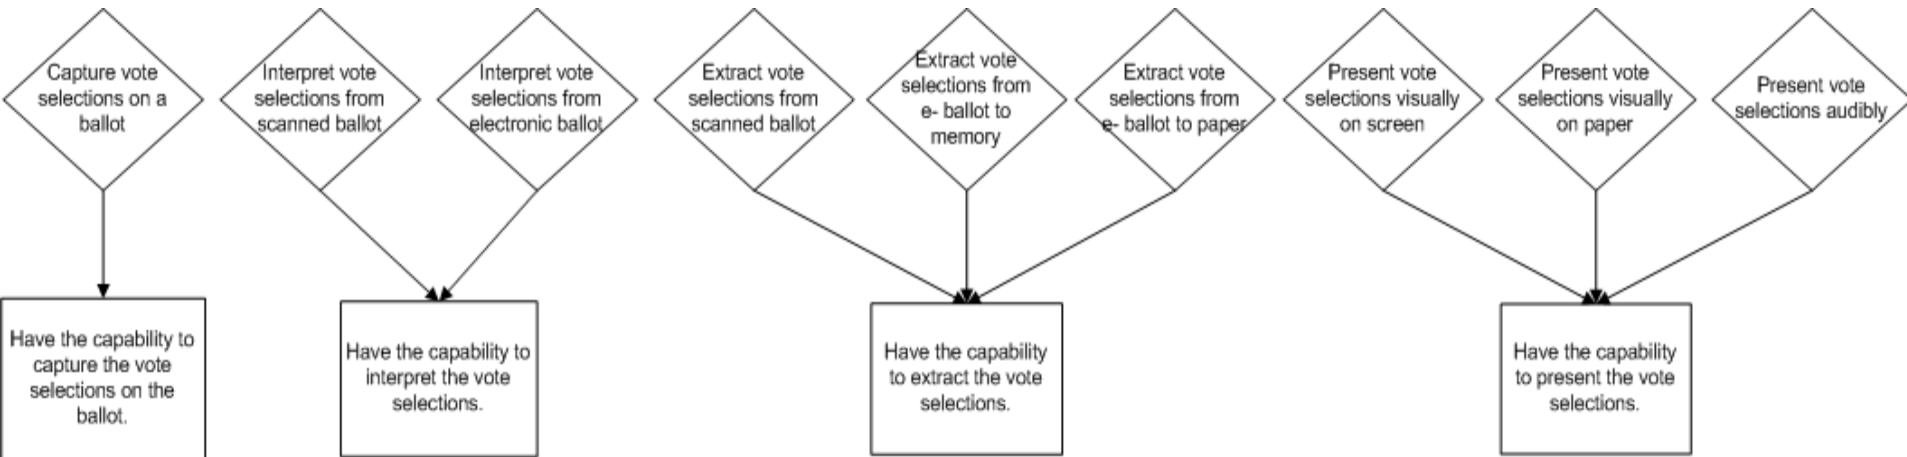 Capture vote
selections on a
ballot
Interpret vote
selections from
scanned ballot
Interpret vote
selections from
electronic ballot
Extract vote
selections from
scanned ballot
Extract vote
selections from
e- ballot to
memory
Extract vote
selections from
e- ballot to paper
Present vote
selections visually
on screen
Present vote
selections visually
on paper
Present vote
selections audibly
Have the capability to
capture the vote
selections on the
ballot.
Have the capability to
interpret the vote
selections.
Have the capability
to extract the vote
selections.
Have the capability
to present the vote
selections.